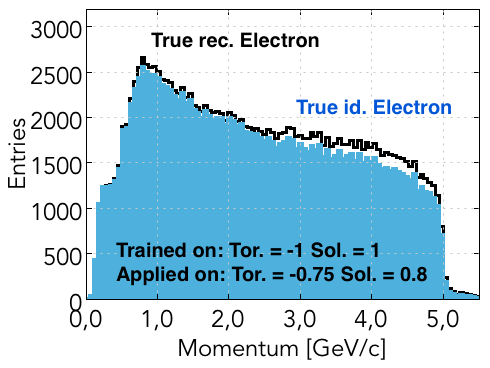 3000
True rec. Electron
2500
True id. Electron
2000
Entries
1500
1000
500
Trained on: Tor. = -1 Sol. = 1
Applied on: Tor. = -0.75 Sol. = 0.8
0
0,0 1,0 2,0 3,0 4,0 5,0
Momentum [GeV/c]